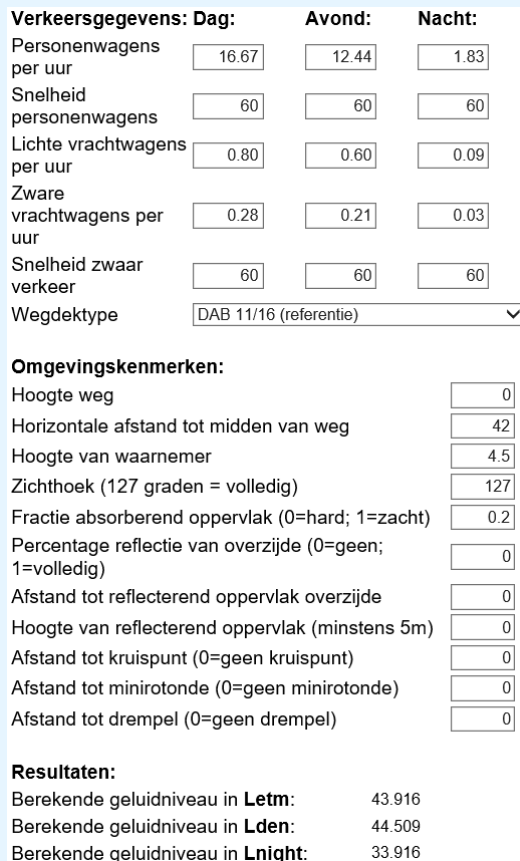 Verkeersgegevens: Dag: Avond: Nacht:
Personenwagens
per uur 16.67 12.44 1.83
Snelheid
personenwagens 60 60 60
Lichte vrachtwagens
per uur 0.80 0.60 0.09
Zware
vrachtwagens per 0.28 0.21 0.03
uur
Snelheid zwaar
verkeer 60 60 60
Wegdektype DAB 11/16 (referentie)
Omgevingskenmerken:
Hoogte weg 0
Horizontale afstand tot midden van weg 42
Hoogte van waarnemer 4.5
Zichthoek (127 graden = volledig) 127
Fractie absorberend oppervlak (0=hard; 1=zacht) 0.2
Percentage reflectie van overzijde (0=geen; 0
1=volledig)
Afstand tot reflecterend oppervlak overzijde 0
Hoogte van reflecterend oppervlak (minstens 5m) 0
Afstand tot kruispunt (0=geen kruispunt) 0
Afstand tot minirotonde (0=geen minirotonde) 0
Afstand tot drempel (0=geen drempel) 0
Resultaten:
Berekende geluidniveau in Letm: 43.916
Berekende geluidniveau in Lden: 44.509
Berekende geluidniveau in Lnight: 33.916